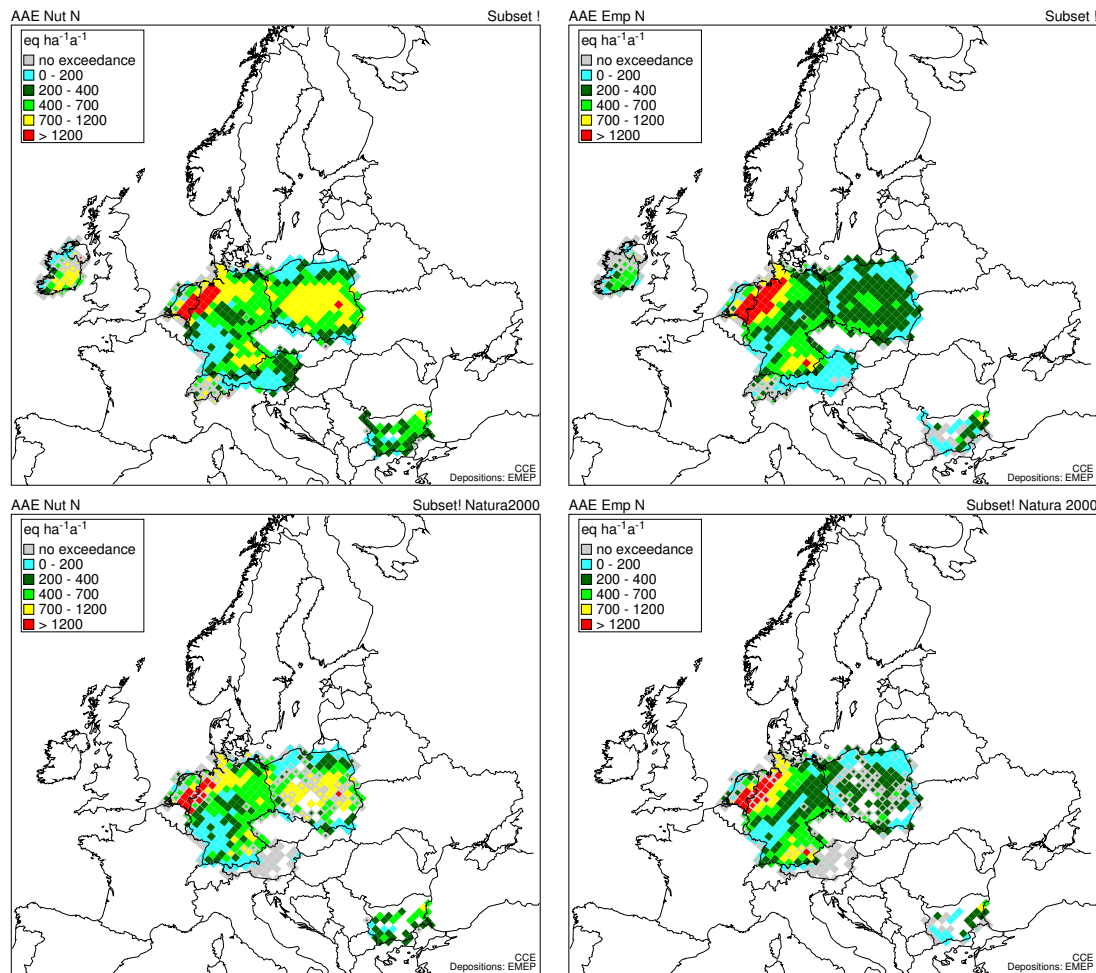 AAE Nut N Subset !
eq ha⁻¹a⁻¹
no exceedance
0 - 200
200 - 400
400 - 700
700 - 1200
> 1200
CCE
Depositions: EMEP
AAE Emp N Subset !
eq ha⁻¹a⁻¹
no exceedance
0 - 200
200 - 400
400 - 700
700 - 1200
> 1200
CCE
Depositions: EMEP
AAE Nut N Subset! Natura2000
eq ha⁻¹a⁻¹
no exceedance
0 - 200
200 - 400
400 - 700
700 - 1200
> 1200
CCE
Depositions: EMEP
AAE Emp N Subset! Natura 2000
eq ha⁻¹a⁻¹
no exceedance
0 - 200
200 - 400
400 - 700
700 - 1200
> 1200
CCE
Depositions: EMEP